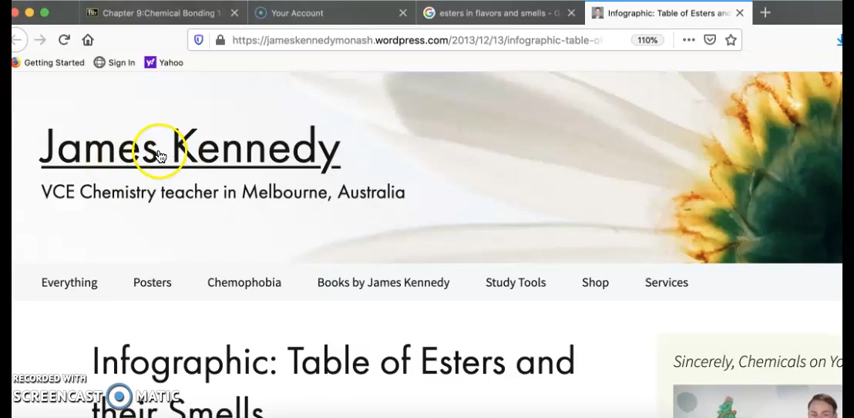 Chapter 9:Chemical Bonding
Your Account
esters in flavors and smells -
Infographic: Table of Esters and
https://jameskennedymonash.wordpress.com/2013/12/13/infographic-table-o
110%
Getting Started
Sign In
Yahoo
James Kennedy
VCE Chemistry teacher in Melbourne, Australia
Everything
Posters
Chemophobia
Books by James Kennedy
Study Tools
Shop
Services
Infographic: Table of Esters and
their Smells
Sincerely, Chemicals on Yo
RECORDED WITH
SCREENCAST MATIC